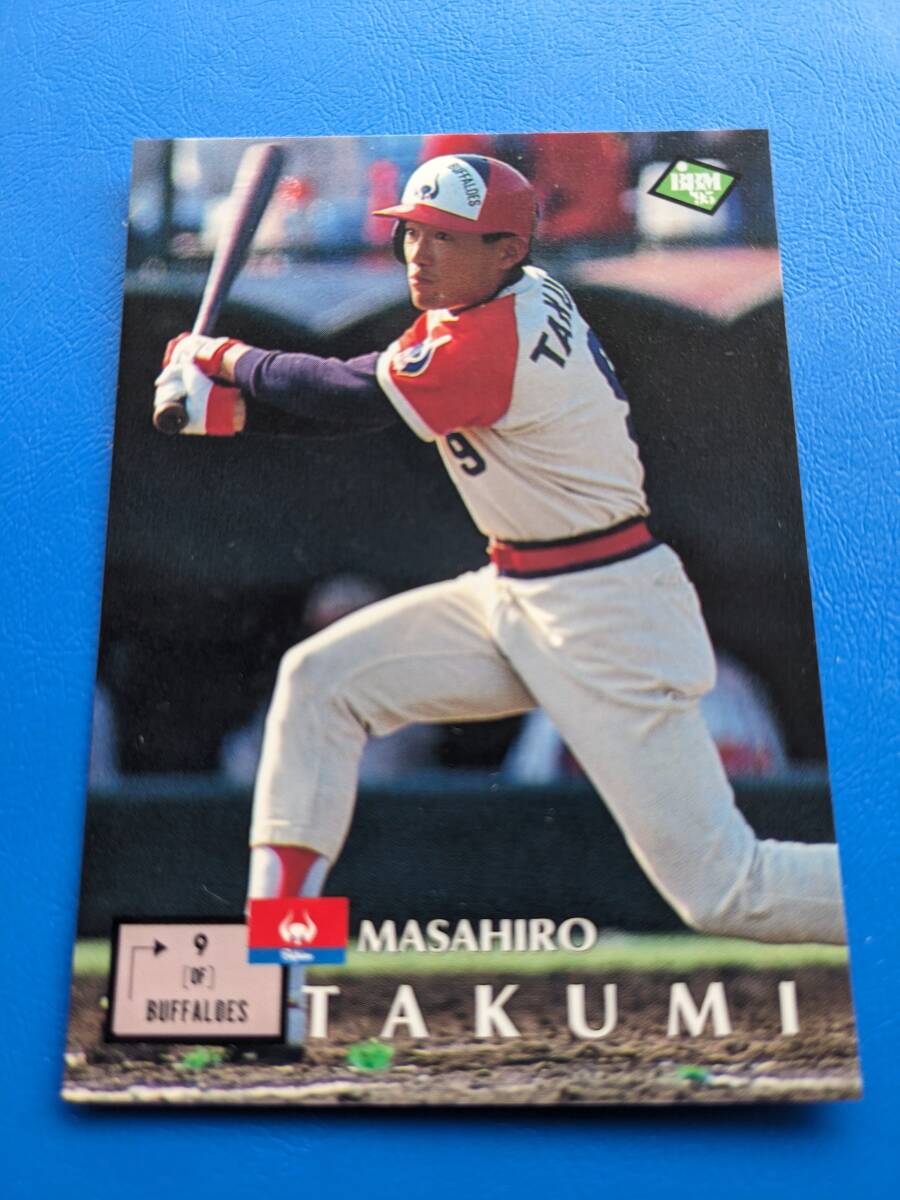 BBM
'95
BUFFALOES
TAKU
9
9
[OF]
BUFFALOES
MASAHIRO
TAKUMI